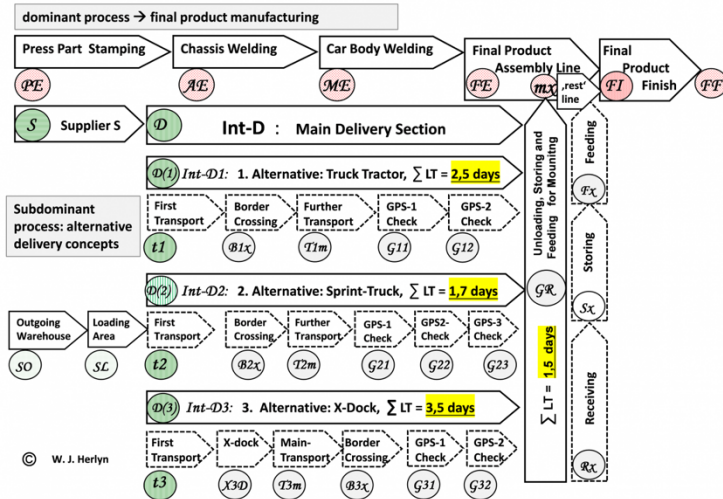 dominant process → final product manufacturing
Press Part Stamping
Chassis Welding
Car Body Welding
Final Product
Assembly Line
Final
Product
Finish
‚rest'
line
PE
AE
ME
FE
mx
FI
FF
S
Supplier S
D
Int-D : Main Delivery Section
D(1)
Int-D1: 1. Alternative: Truck Tractor, ∑ LT = 2,5 days
Subdominant
process: alternative
delivery concepts
First
Transport
Border
Crossing
Further
Transport
GPS-1
Check
GPS-2
Check
t1
B1x
T1m
G11
G12
D(2)
Int-D2: 2. Alternative: Sprint-Truck, ∑ LT = 1,7 days
Outgoing
Warehouse
Loading
Area
First
Transport
Border
Crossing
Further
Transport
GPS-1
Check
GPS2-
Check
GPS-3
Check
SO
SL
t2
B2x
T2m
G21
G22
G23
D(3)
Int-D3: 3. Alternative: X-Dock, ∑ LT = 3,5 days
First
Transport
X-dock
Main-
Transport
Border
Crossing
GPS-1
Check
GPS-2
Check
t3
X3D
T3m
B3x
G31
G32
© W. J. Herlyn
Unloading, Storing and
Feeding for Mounitng
GR
∑ LT = 1,5 days
Feeding
Fx
Storing
Sx
Receiving
Rx